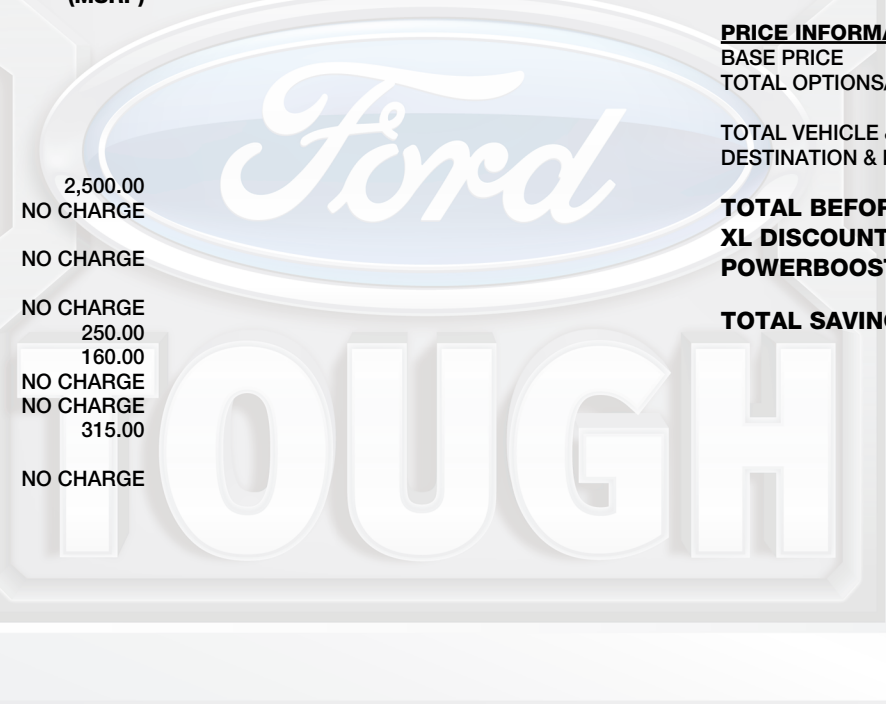 (MSRP)
2,500.00
NO CHARGE
NO CHARGE
NO CHARGE
250.00
160.00
NO CHARGE
NO CHARGE
315.00
NO CHARGE
Ford
TOUGH
PRICE INFORMA
BASE PRICE
TOTAL OPTIONS
TOTAL VEHICLE &
DESTINATION &
TOTAL BEFOR
XL DISCOUNT
POWERBOOST
TOTAL SAVING